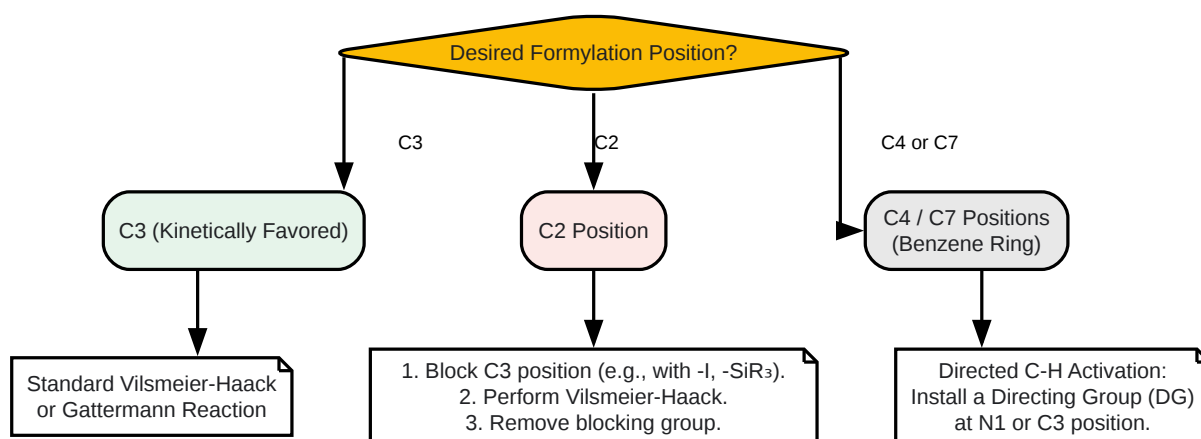 Desired Formylation Position?
C3
C2
C4 or C7
C3 (Kinetically Favored)
C2 Position
C4 / C7 Positions
(Benzene Ring)
Standard Vilsmeier-Haack
or Gattermann Reaction
1. Block C3 position (e.g., with -I, -SiR₃).
2. Perform Vilsmeier-Haack.
3. Remove blocking group.
Directed C-H Activation:
Install a Directing Group (DG)
at N1 or C3 position.